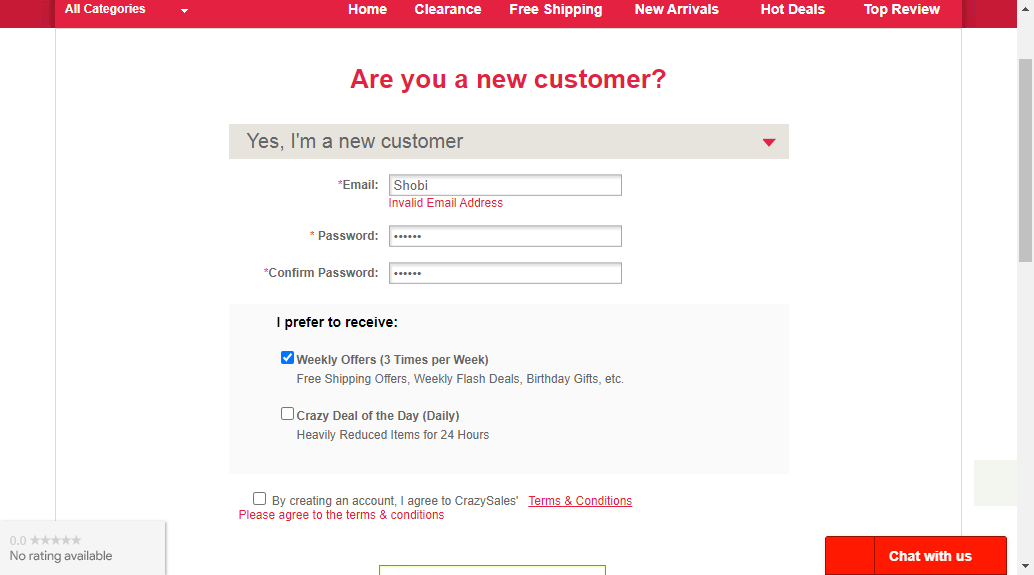 All Categories Home Clearance Free Shipping New Arrivals Hot Deals Top Review
Are you a new customer?
Yes, I'm a new customer
*Email: Shobi
Invalid Email Address
* Password: ••••••
*Confirm Password: ••••••
I prefer to receive:
Weekly Offers (3 Times per Week)
Free Shipping Offers, Weekly Flash Deals, Birthday Gifts, etc.
Crazy Deal of the Day (Daily)
Heavily Reduced Items for 24 Hours
By creating an account, I agree to CrazySales' Terms & Conditions
Please agree to the terms & conditions
0.0 ★★★★★
No rating available
Chat with us